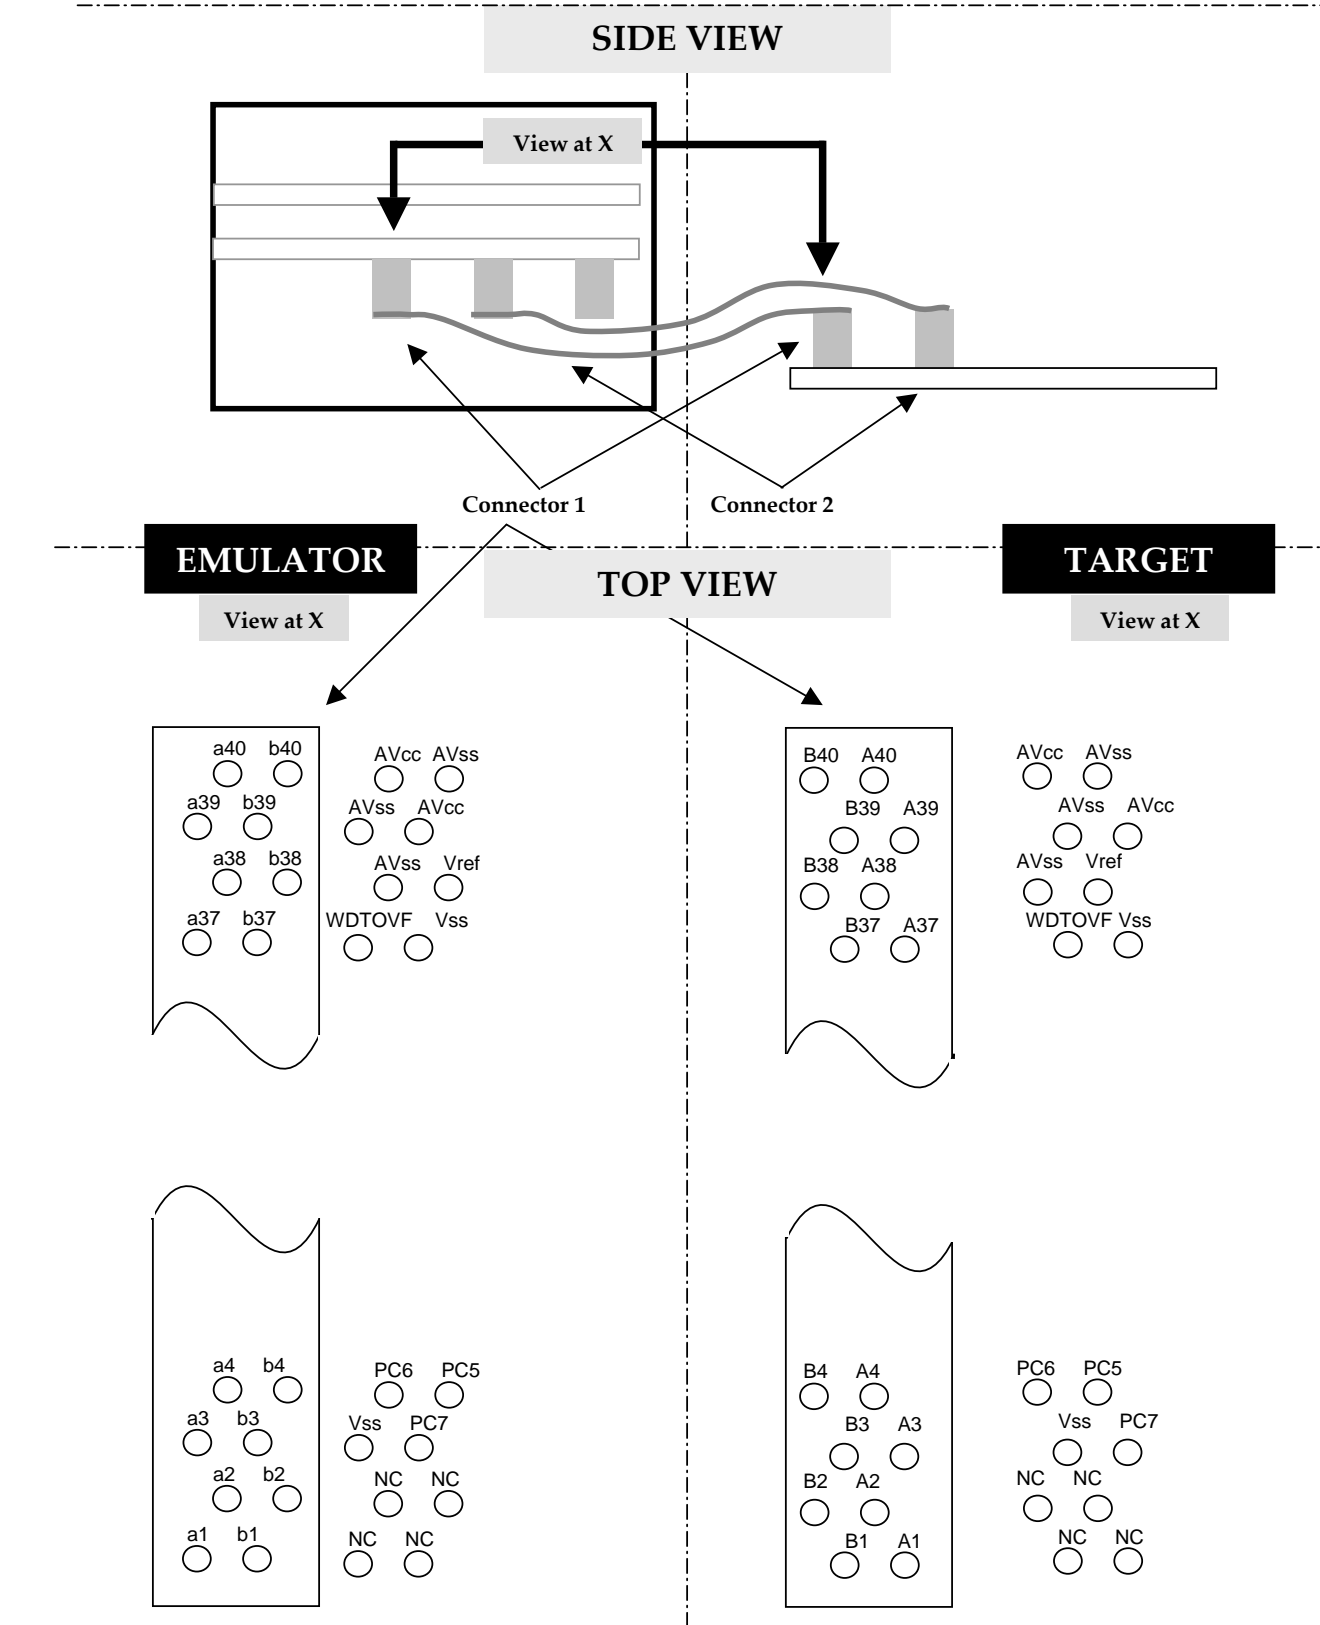 SIDE VIEW
View at X
Connector 1 Connector 2
EMULATOR
TARGET
TOP VIEW
View at X
View at X
a40 b40
AVcc AVss
a39 b39
AVss AVcc
a38 b38
AVss Vref
a37 b37
WDTOVF Vss
B40 A40
AVcc AVss
B39 A39
AVss AVcc
B38 A38
AVss Vref
B37 A37
WDTOVF Vss
a4 b4
PC6 PC5
a3 b3
Vss PC7
a2 b2
NC NC
a1 b1
NC NC
B4 A4
PC6 PC5
B3 A3
Vss PC7
B2 A2
NC NC
B1 A1
NC NC